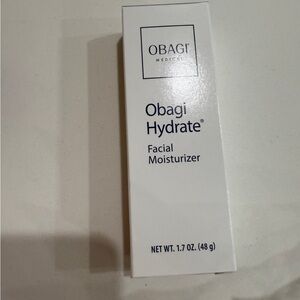 OBAGI
MEDICAL
Obagi
Hydrate®
Facial
Moisturizer
NET WT. 1.7 OZ. (48 g)